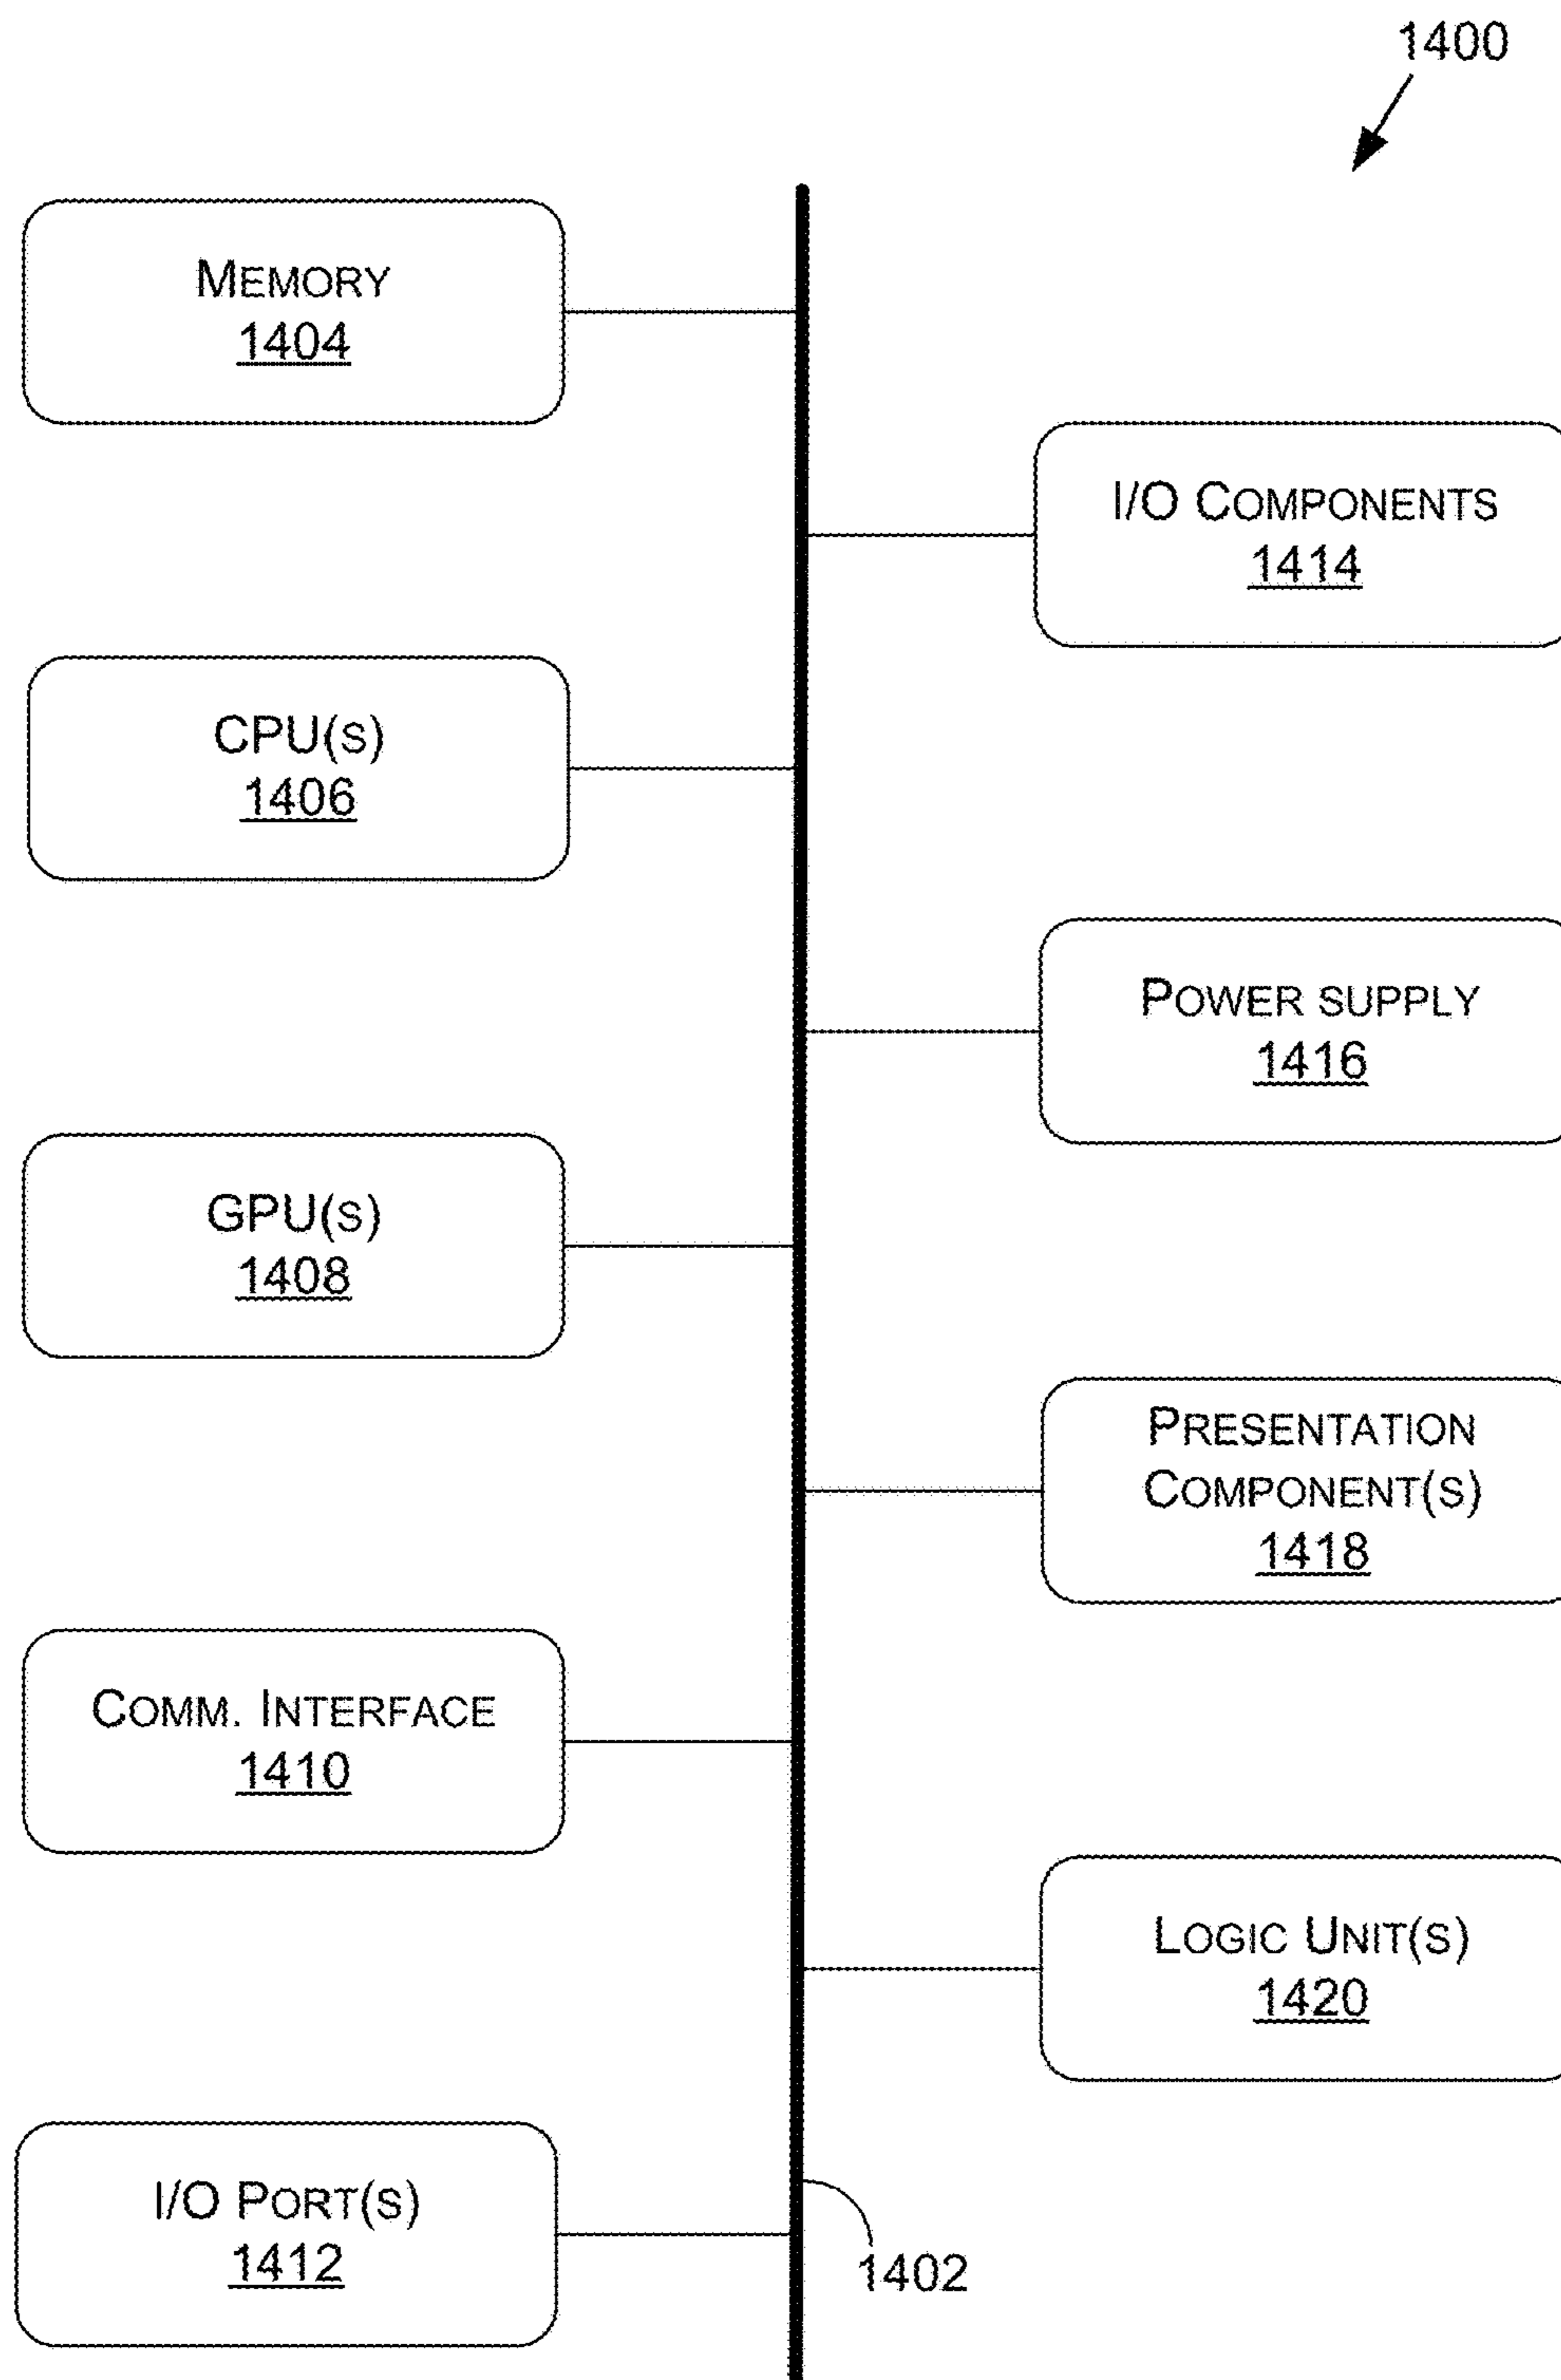 1400
MEMORY
1404
I/O COMPONENTS
1414
CPU(S)
1406
POWER SUPPLY
1416
GPU(S)
1408
PRESENTATION
COMPONENT(S)
1418
COMM. INTERFACE
1410
LOGIC UNIT(S)
1420
I/O PORT(S)
1412
1402